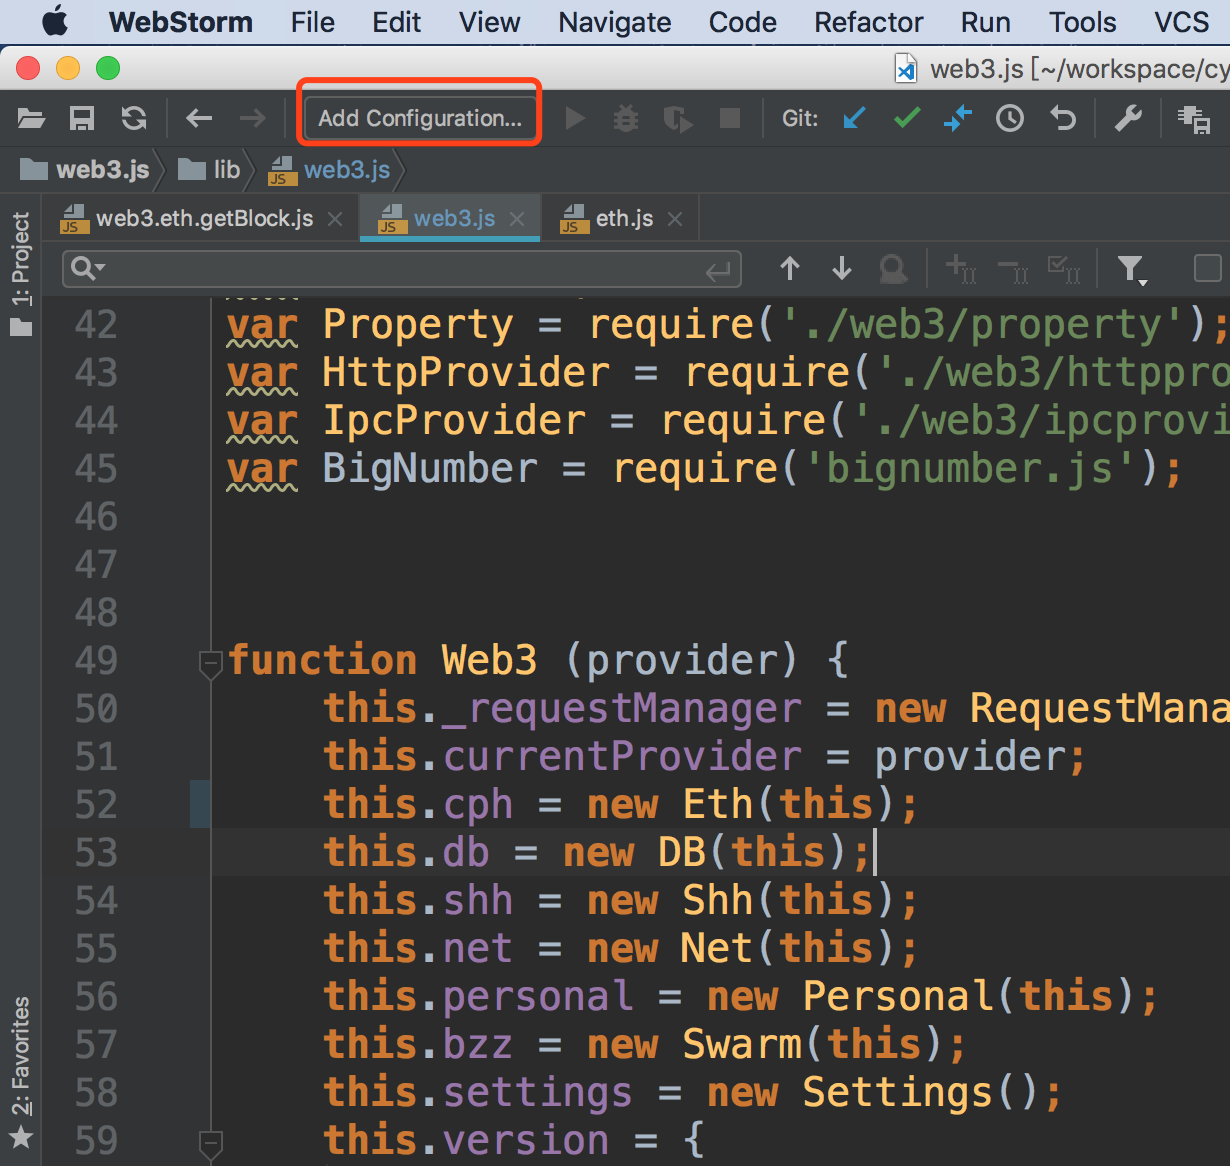 WebStorm File Edit View Navigate Code Refactor Run Tools VCS
web3.js [~/workspace/cy
Add Configuration... Git:
web3.js lib web3.js
web3.eth.getBlock.js web3.js eth.js
1: Project
2: Favorites
42 var Property = require('./web3/property');
43 var HttpProvider = require('./web3/httppro
44 var IpcProvider = require('./web3/ipcprovi
45 var BigNumber = require('bignumber.js');
46
47
48
49 function Web3 (provider) {
50 this._requestManager = new RequestMana
51 this.currentProvider = provider;
52 this.cph = new Eth(this);
53 this.db = new DB(this);
54 this.shh = new Shh(this);
55 this.net = new Net(this);
56 this.personal = new Personal(this);
57 this.bzz = new Swarm(this);
58 this.settings = new Settings();
59 this.version = {